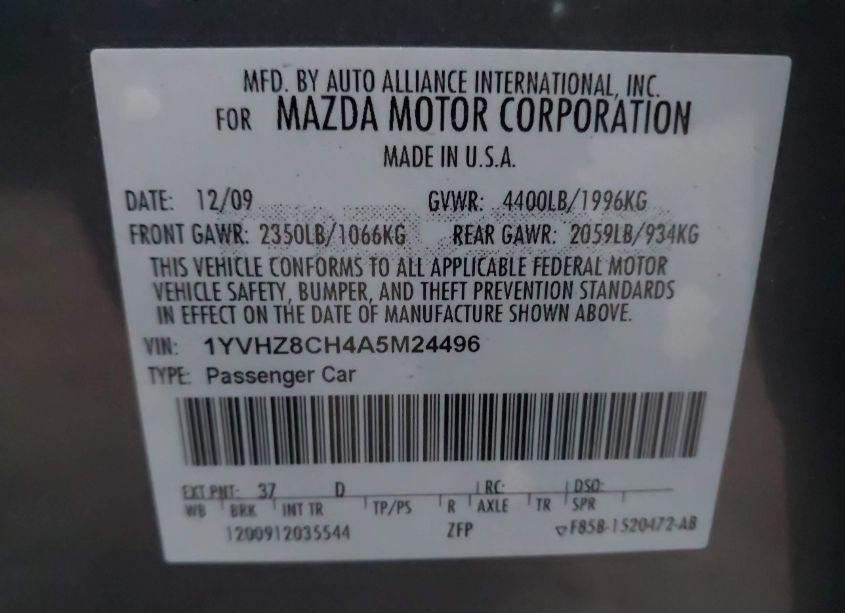 MFD. BY AUTO ALLIANCE INTERNATIONAL, INC.
FOR MAZDA MOTOR CORPORATION
MADE IN U.S.A.
DATE: 12/09 GVWR: 4400LB/1996KG
FRONT GAWR: 2350LB/1066KG REAR GAWR: 2059LB/934KG
THIS VEHICLE CONFORMS TO ALL APPLICABLE FEDERAL MOTOR
VEHICLE SAFETY, BUMPER, AND THEFT PREVENTION STANDARDS
IN EFFECT ON THE DATE OF MANUFACTURE SHOWN ABOVE.
VIN: 1YVHZ8CH4A5M24496
TYPE: Passenger Car
EXT PNT: 37 D RC: DSO:
WB BRK INT TR TP/PS R AXLE TR SPR
1200912035544 ZFP F85B-1520472-AB